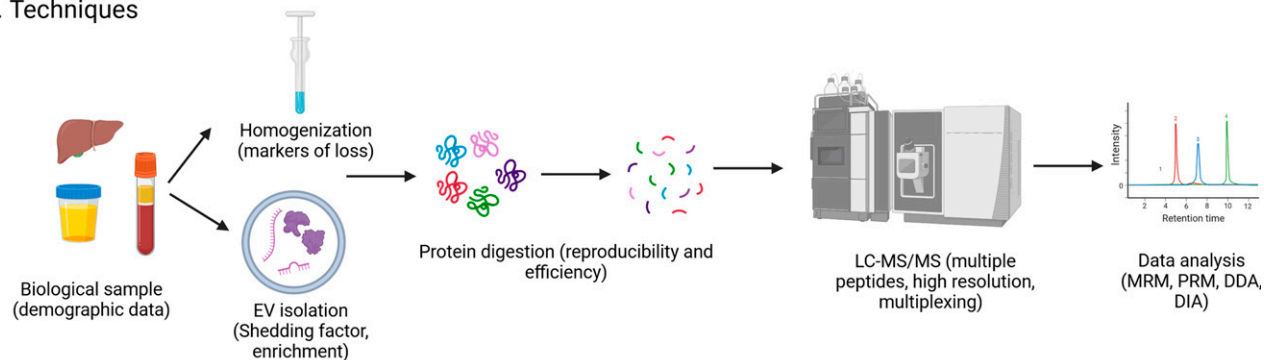 . Techniques
Homogenization
(markers of loss)
Biological sample
(demographic data)
EV isolation
(Shedding factor,
enrichment)
Protein digestion (reproducibility and
efficiency)
LC-MS/MS (multiple
peptides, high resolution,
multiplexing)
Intensity
0
1
2
3
4
2 4 6 8 10 12
Retention time
Data analysis
(MRM, PRM, DDA,
DIA)